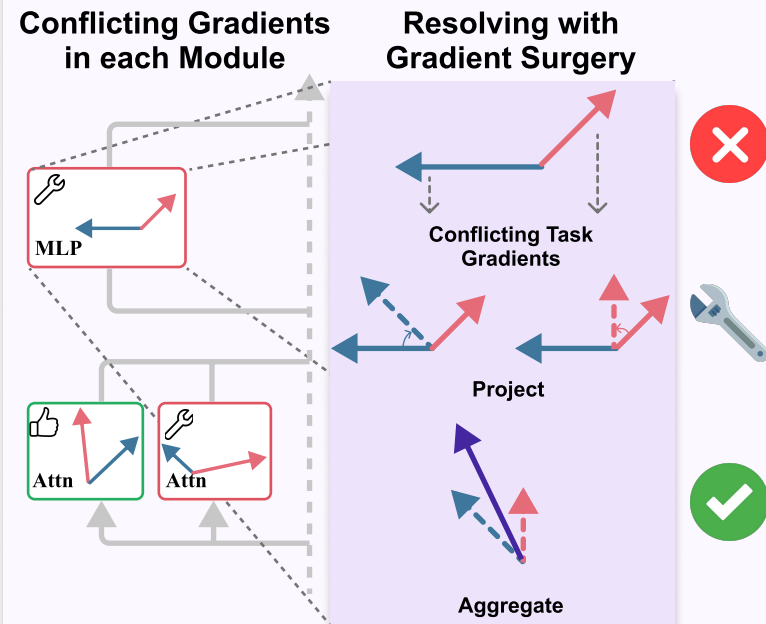 Conflicting Gradients
in each Module
Resolving with
Gradient Surgery
MLP
Conflicting Task
Gradients
Project
Attn
Attn
Aggregate